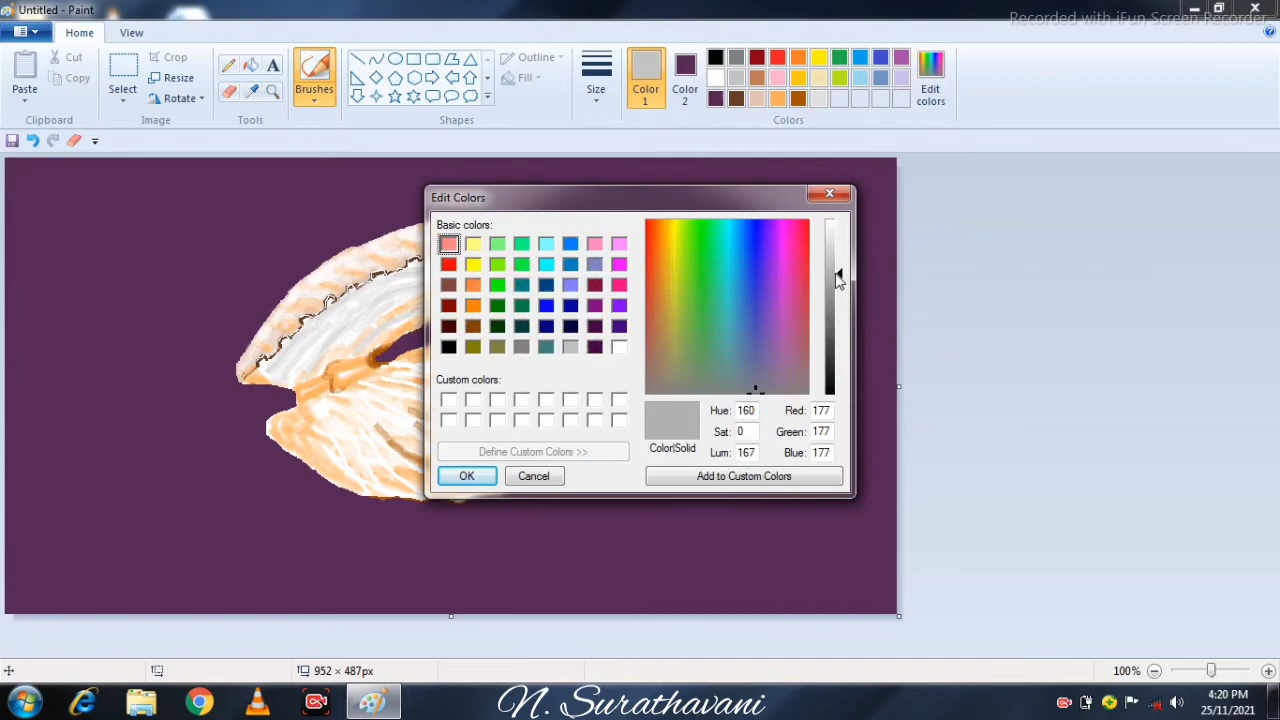 Untitled - Paint
Recorded with iFun Screen Recorder
Home
View
Paste
Cut
Copy
Clipboard
Select
Crop
Resize
Rotate
Image
A
Tools
Brushes
Outline
Fill
Shapes
Size
Color
1
Color
2
Edit
colors
Colors
Edit Colors
Basic colors:
Custom colors:
Define Custom Colors >>
OK
Cancel
Color|Solid
Hue: 160
Sat: 0
Lum: 167
Red: 177
Green: 177
Blue: 177
Add to Custom Colors
952 × 487px
100%
N. Surathavani
4:20 PM
25/11/2021